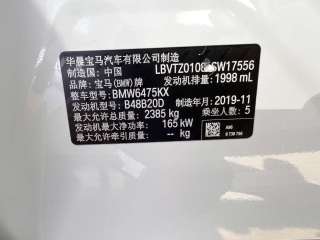 华晨宝马汽车有限公司制造
制造国：中国 LBVTZ0108 SW17556
品牌：宝马(BMW) 发动机排量：1998 mL
整车型号：BMW6475KX
发动机型号：B48B20D 制造年月：2019-11
最大允许总质量：2385 kg 乘坐人数：5
发动机最大净功率：165 kW
最大允许牵引质量：-- kg
A96